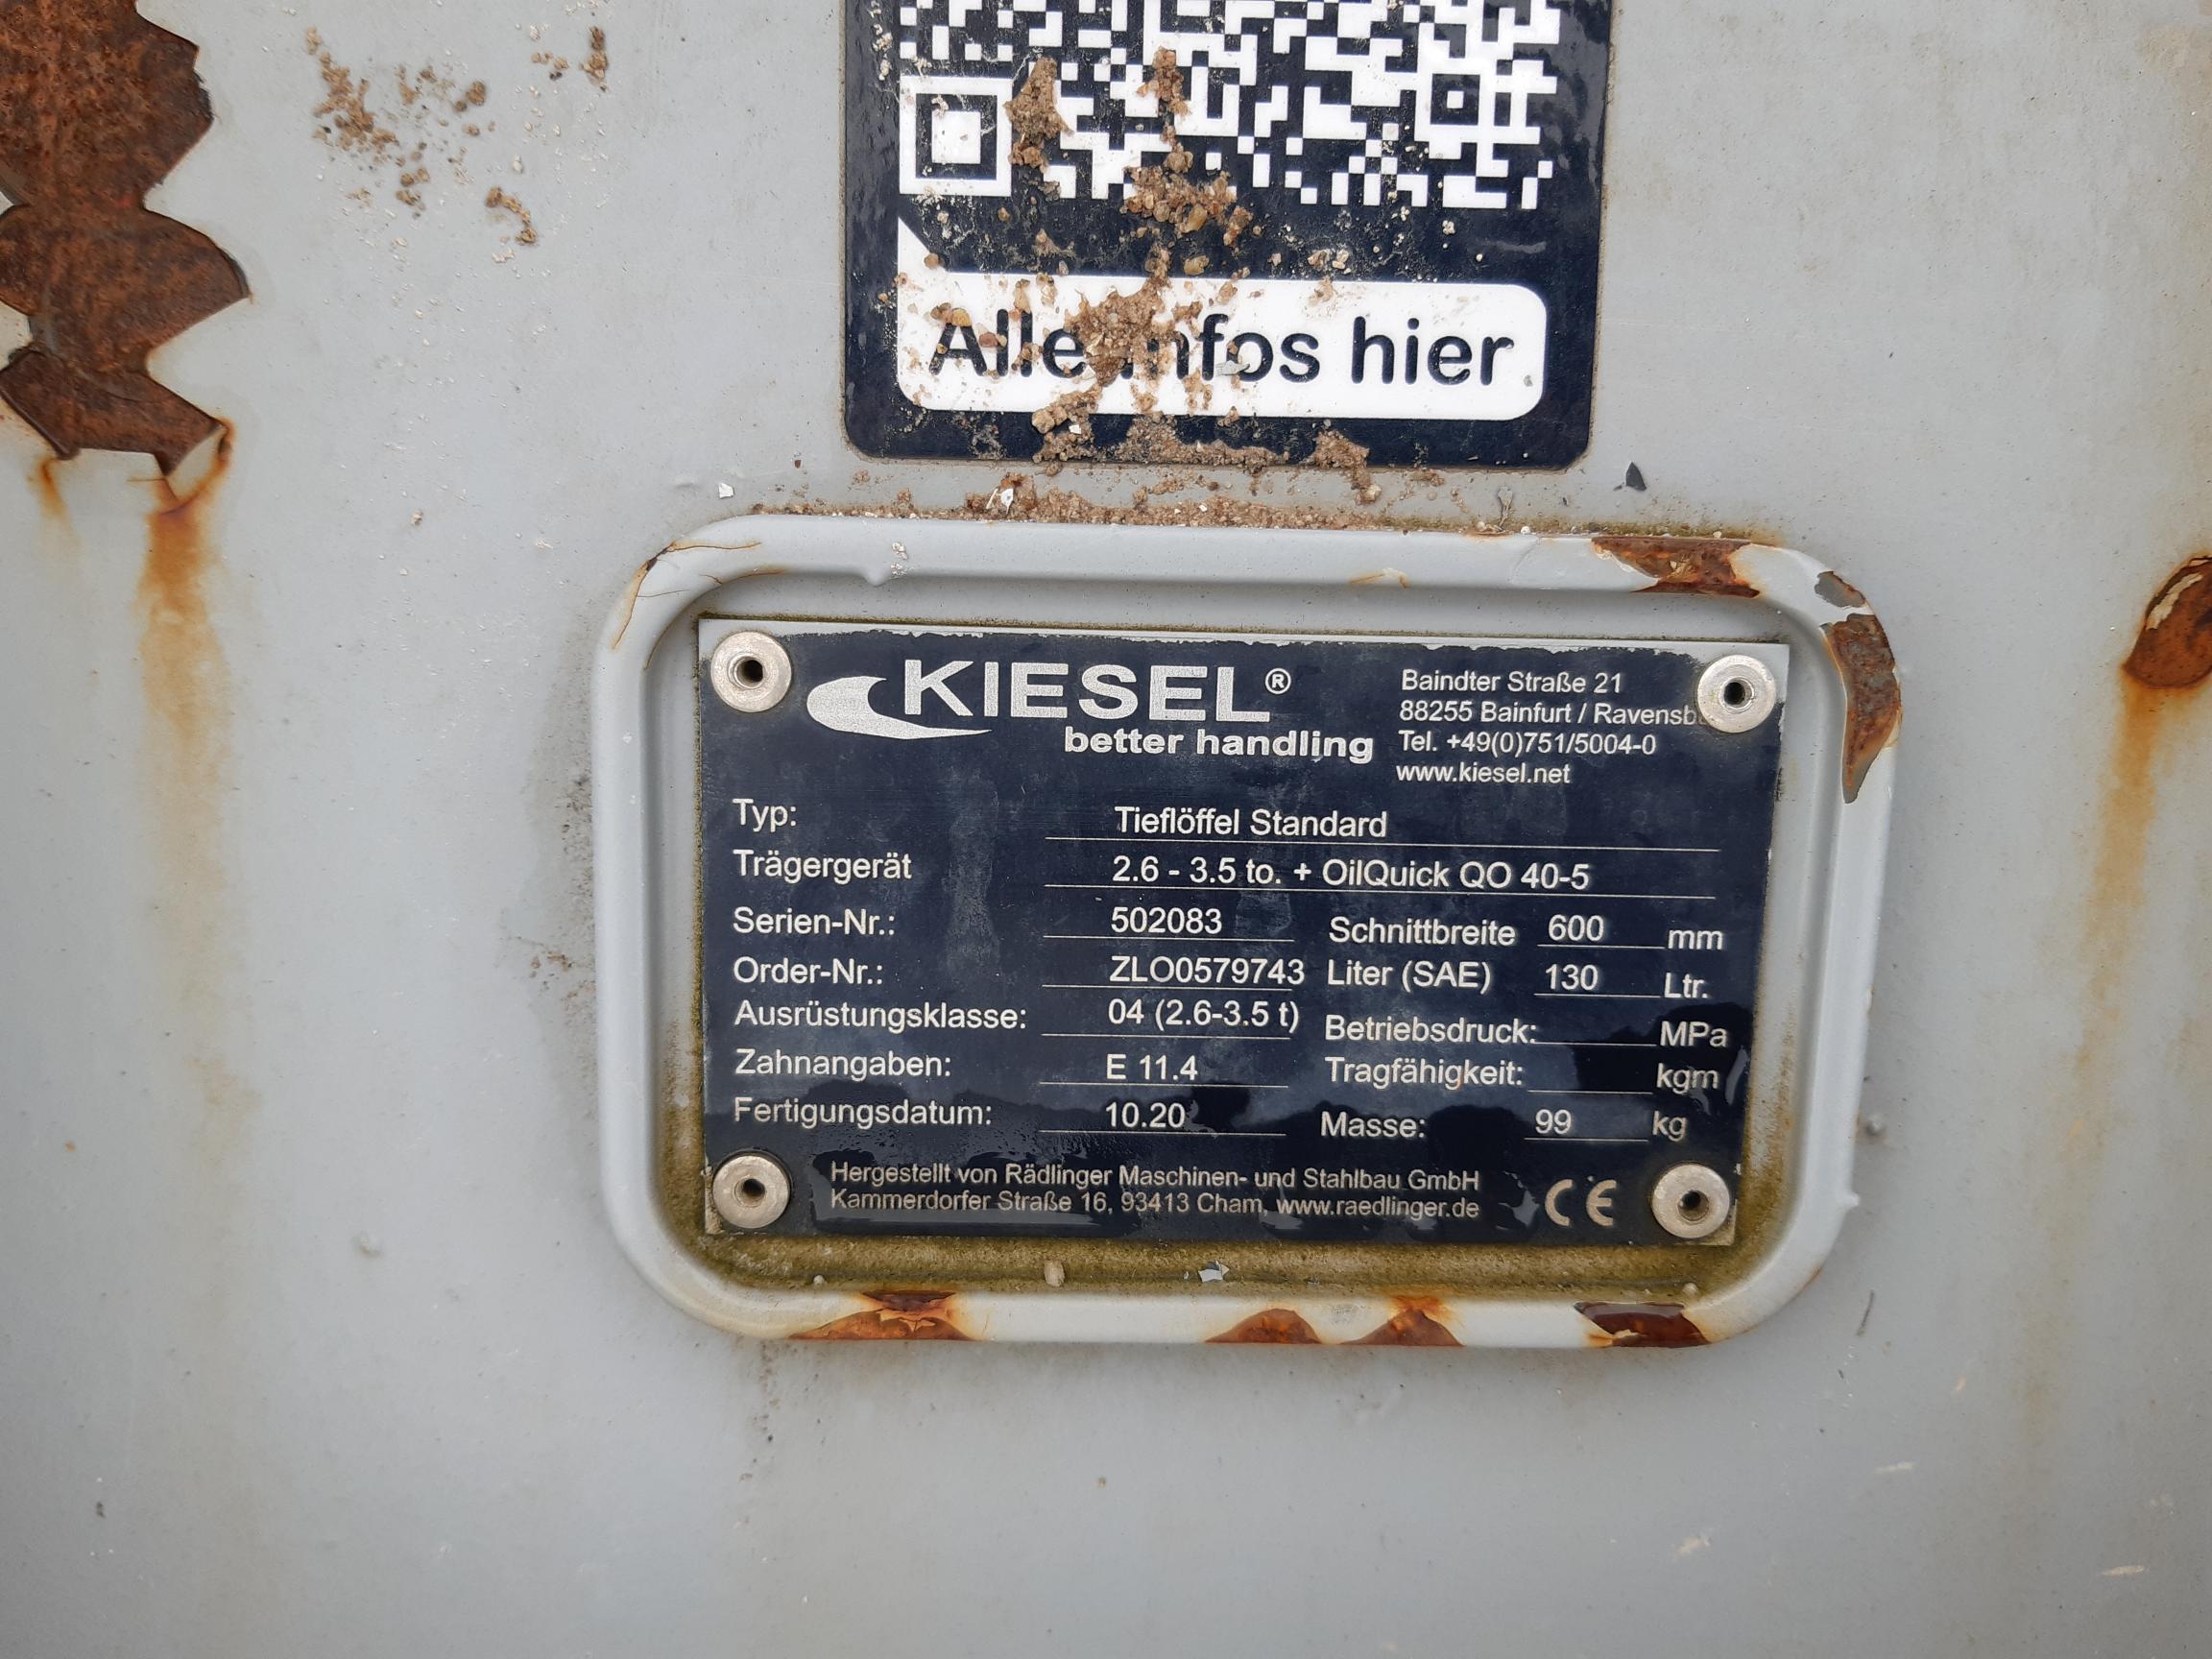 Alle Infos hier
KIESEL®
better handling
Baindter Straße 21
88255 Bainfurt / Ravensbu
Tel. +49(0)751/5004-0
www.kiesel.net
Typ: Tieflöffel Standard
Trägergerät 2.6 - 3.5 to. + OilQuick QO 40-5
Serien-Nr.: 502083 Schnittbreite 600 mm
Order-Nr.: ZLO0579743 Liter (SAE) 130 Ltr.
Ausrüstungsklasse: 04 (2.6-3.5 t) Betriebsdruck: MPa
Zahnangaben: E 11.4 Tragfähigkeit: kgm
Fertigungsdatum: 10.20 Masse: 99 kg
Hergestellt von Rädlinger Maschinen- und Stahlbau GmbH
Kammerdorfer Straße 16, 93413 Cham, www.raedlinger.de
CE